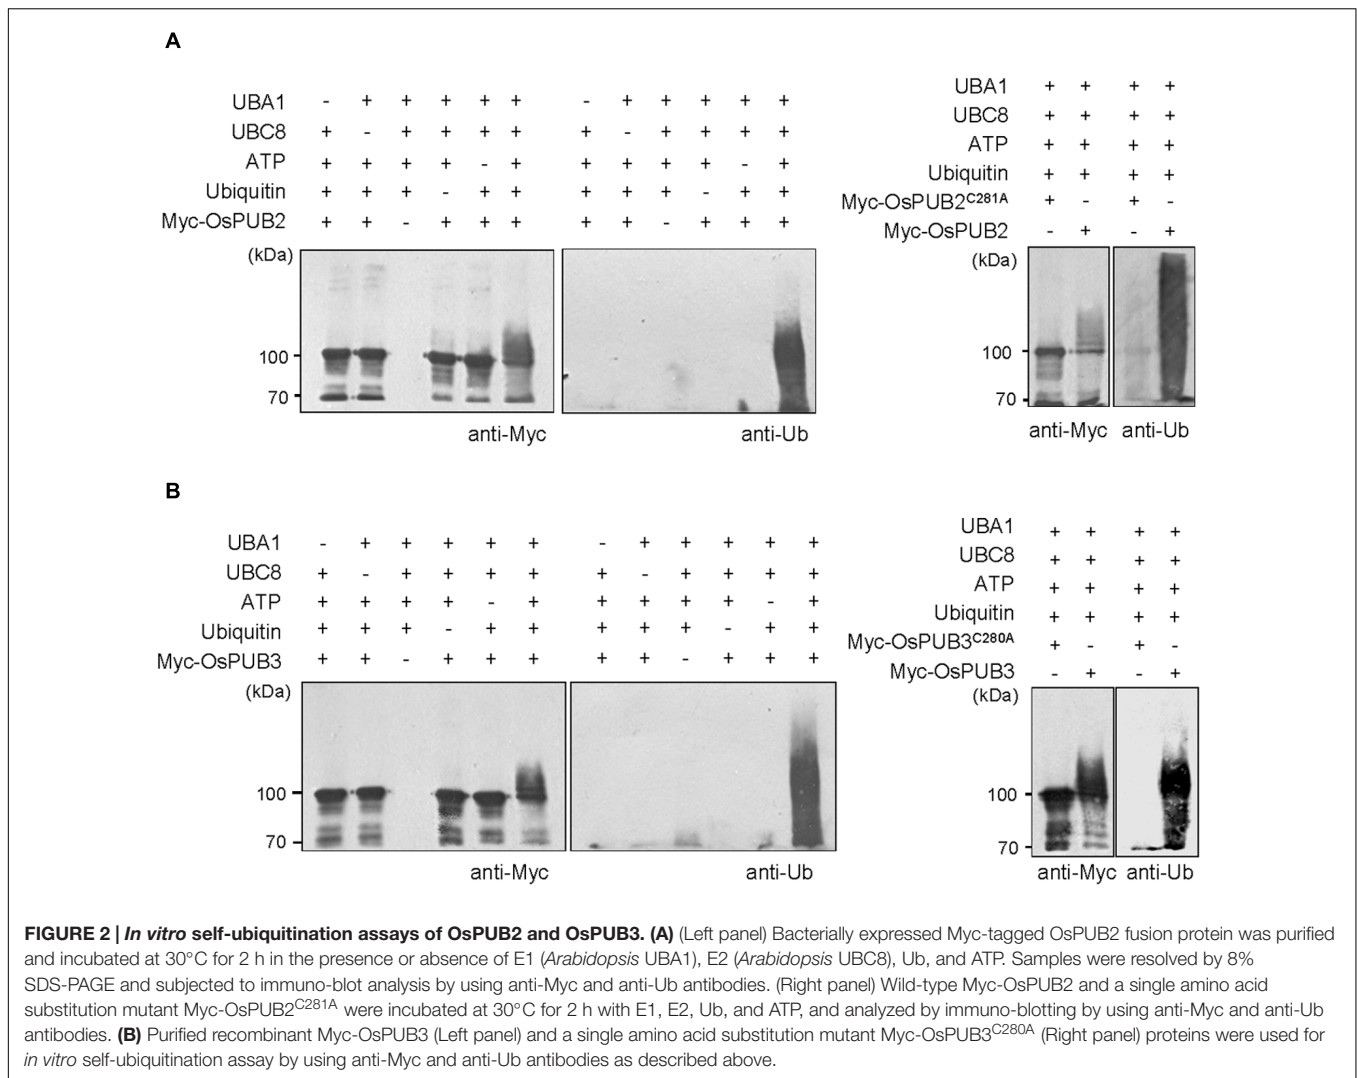 A
UBA1 - + + + + + - + + + + +
UBC8 + - + + + + + - + + + +
ATP + + + + - + + + + + - +
Ubiquitin + + + - + + + + + - + +
Myc-OsPUB2 + + - + + + + + - + + +
(kDa)
100
70
anti-Myc anti-Ub
UBA1 + + + +
UBC8 + + + +
ATP + + + +
Ubiquitin + + + +
Myc-OsPUB2C281A + - + -
Myc-OsPUB2 - + - +
(kDa)
100
70
anti-Myc anti-Ub
B
UBA1 - + + + + + - + + + + +
UBC8 + - + + + + + - + + + +
ATP + + + + - + + + + + - +
Ubiquitin + + + - + + + + + - + +
Myc-OsPUB3 + + - + + + + + - + + +
(kDa)
100
70
anti-Myc anti-Ub
UBA1 + + + +
UBC8 + + + +
ATP + + + +
Ubiquitin + + + +
Myc-OsPUB3C280A + - + -
Myc-OsPUB3 - + - +
(kDa)
100
70
anti-Myc anti-Ub
FIGURE 2 | In vitro self-ubiquitination assays of OsPUB2 and OsPUB3. (A) (Left panel) Bacterially expressed Myc-tagged OsPUB2 fusion protein was purified
and incubated at 30°C for 2 h in the presence or absence of E1 (Arabidopsis UBA1), E2 (Arabidopsis UBC8), Ub, and ATP. Samples were resolved by 8%
SDS-PAGE and subjected to immuno-blot analysis by using anti-Myc and anti-Ub antibodies. (Right panel) Wild-type Myc-OsPUB2 and a single amino acid
substitution mutant Myc-OsPUB2C281A were incubated at 30°C for 2 h with E1, E2, Ub, and ATP, and analyzed by immuno-blotting by using anti-Myc and anti-Ub
antibodies. (B) Purified recombinant Myc-OsPUB3 (Left panel) and a single amino acid substitution mutant Myc-OsPUB3C280A (Right panel) proteins were used for
in vitro self-ubiquitination assay by using anti-Myc and anti-Ub antibodies as described above.